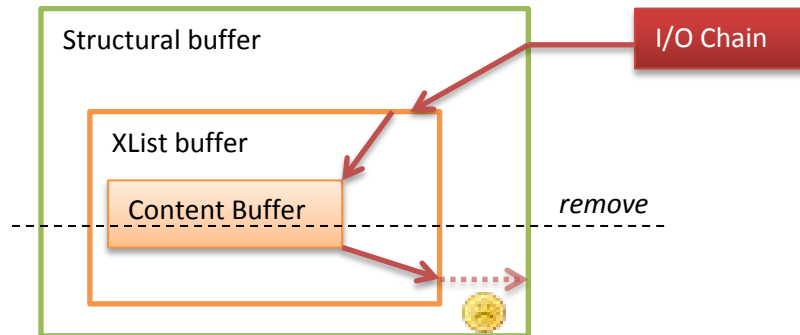 Structural buffer
I/O Chain
XList buffer
Content Buffer
remove